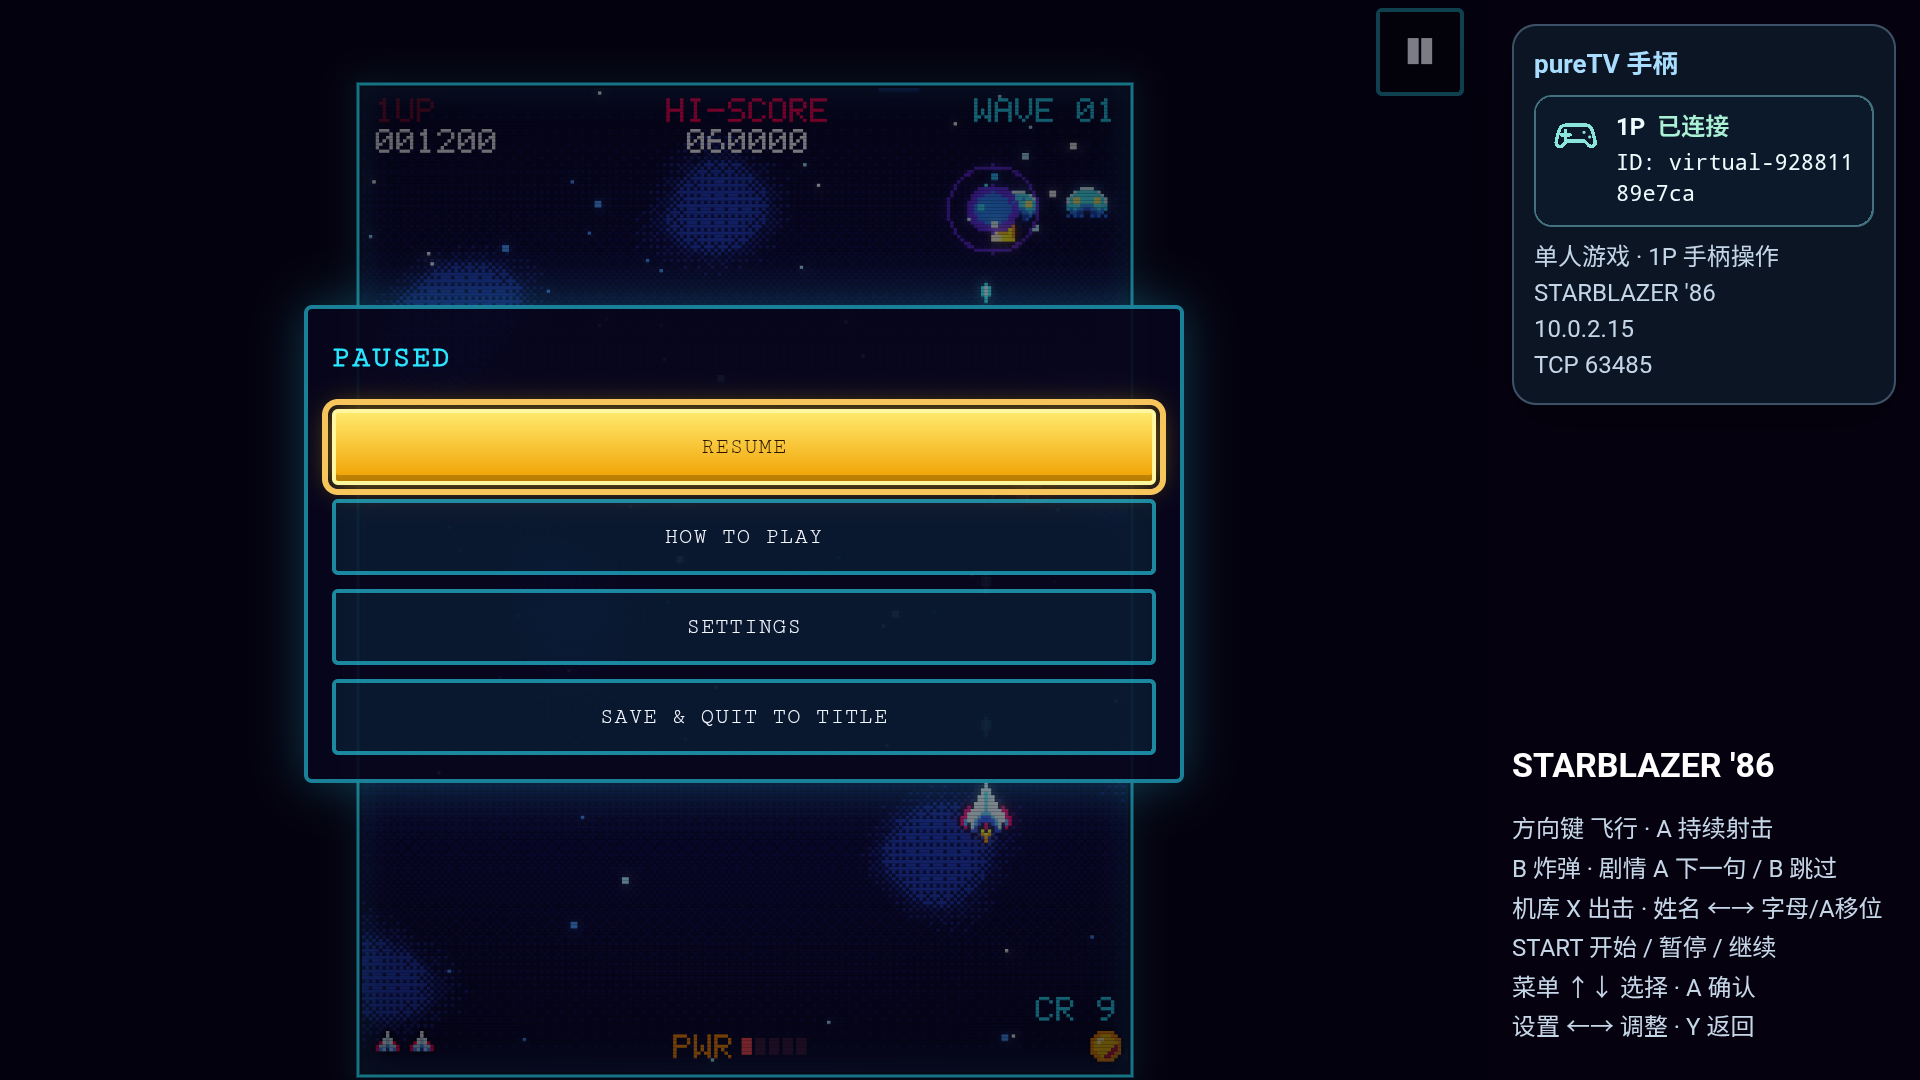 1UP
HI-SCORE
WAVE 01
001200
060000
PAUSED
RESUME
HOW TO PLAY
SETTINGS
SAVE & QUIT TO TITLE
CR 9
PWR
pureTV 手柄
1P 已连接
ID: virtual-928811
89e7ca
单人游戏 · 1P 手柄操作
STARBLAZER '86
10.0.2.15
TCP 63485
STARBLAZER '86
方向键 飞行 · A 持续射击
B 炸弹 · 剧情 A 下一句 / B 跳过
机库 X 出击 · 姓名 ←→ 字母/A移位
START 开始 / 暂停 / 继续
菜单 ↑↓ 选择 · A 确认
设置 ←→ 调整 · Y 返回